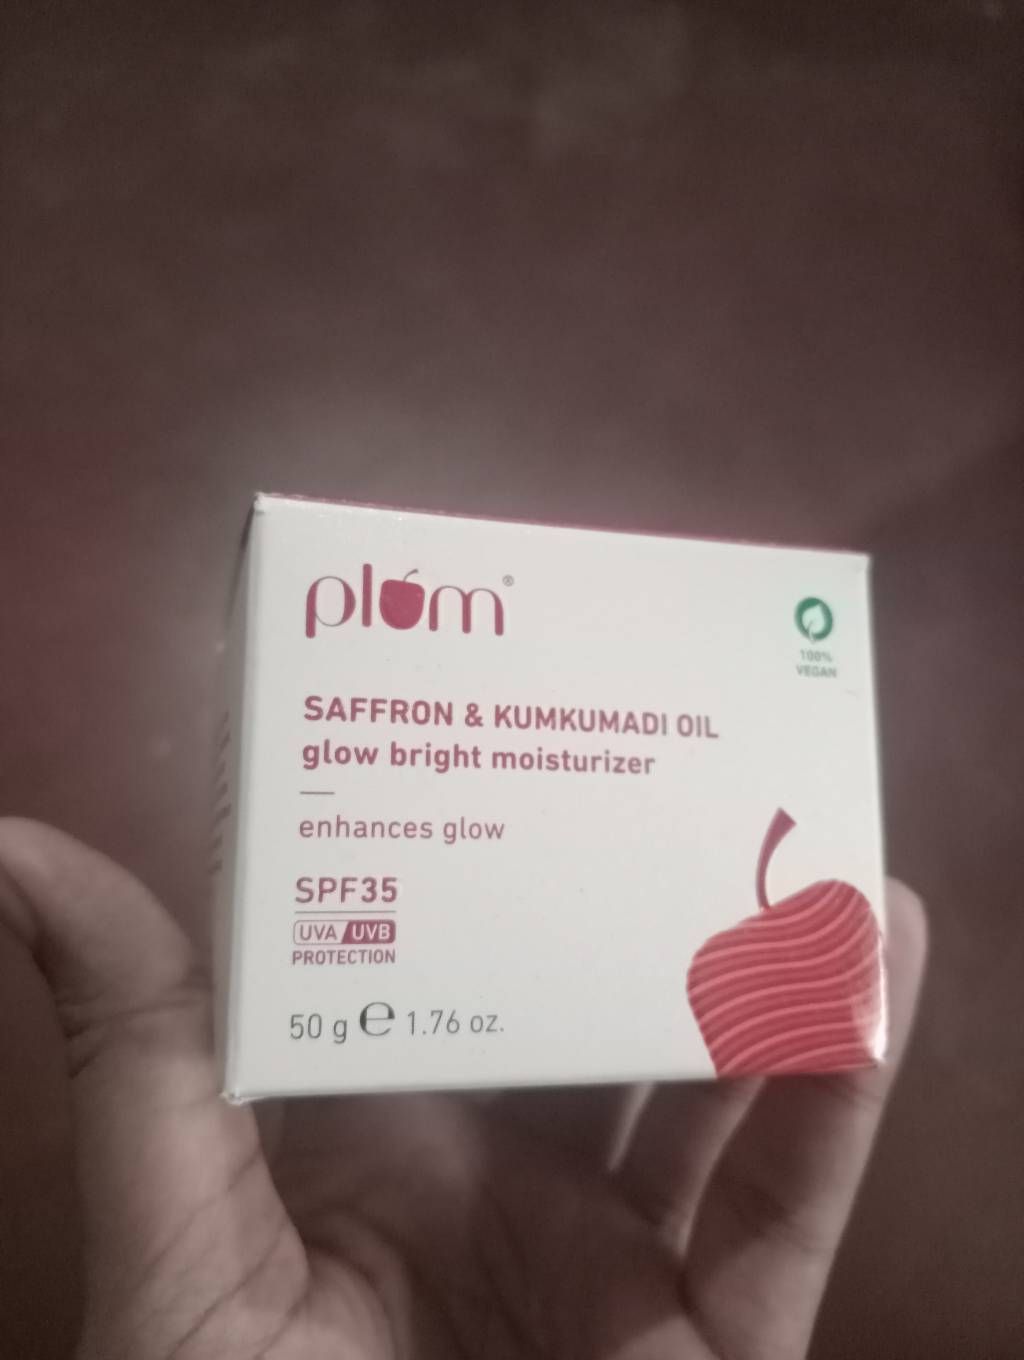 plum®
100%
VEGAN
SAFFRON & KUMKUMADI OIL
glow bright moisturizer
enhances glow
SPF35
UVA UVB
PROTECTION
50 g ℮ 1.76 oz.